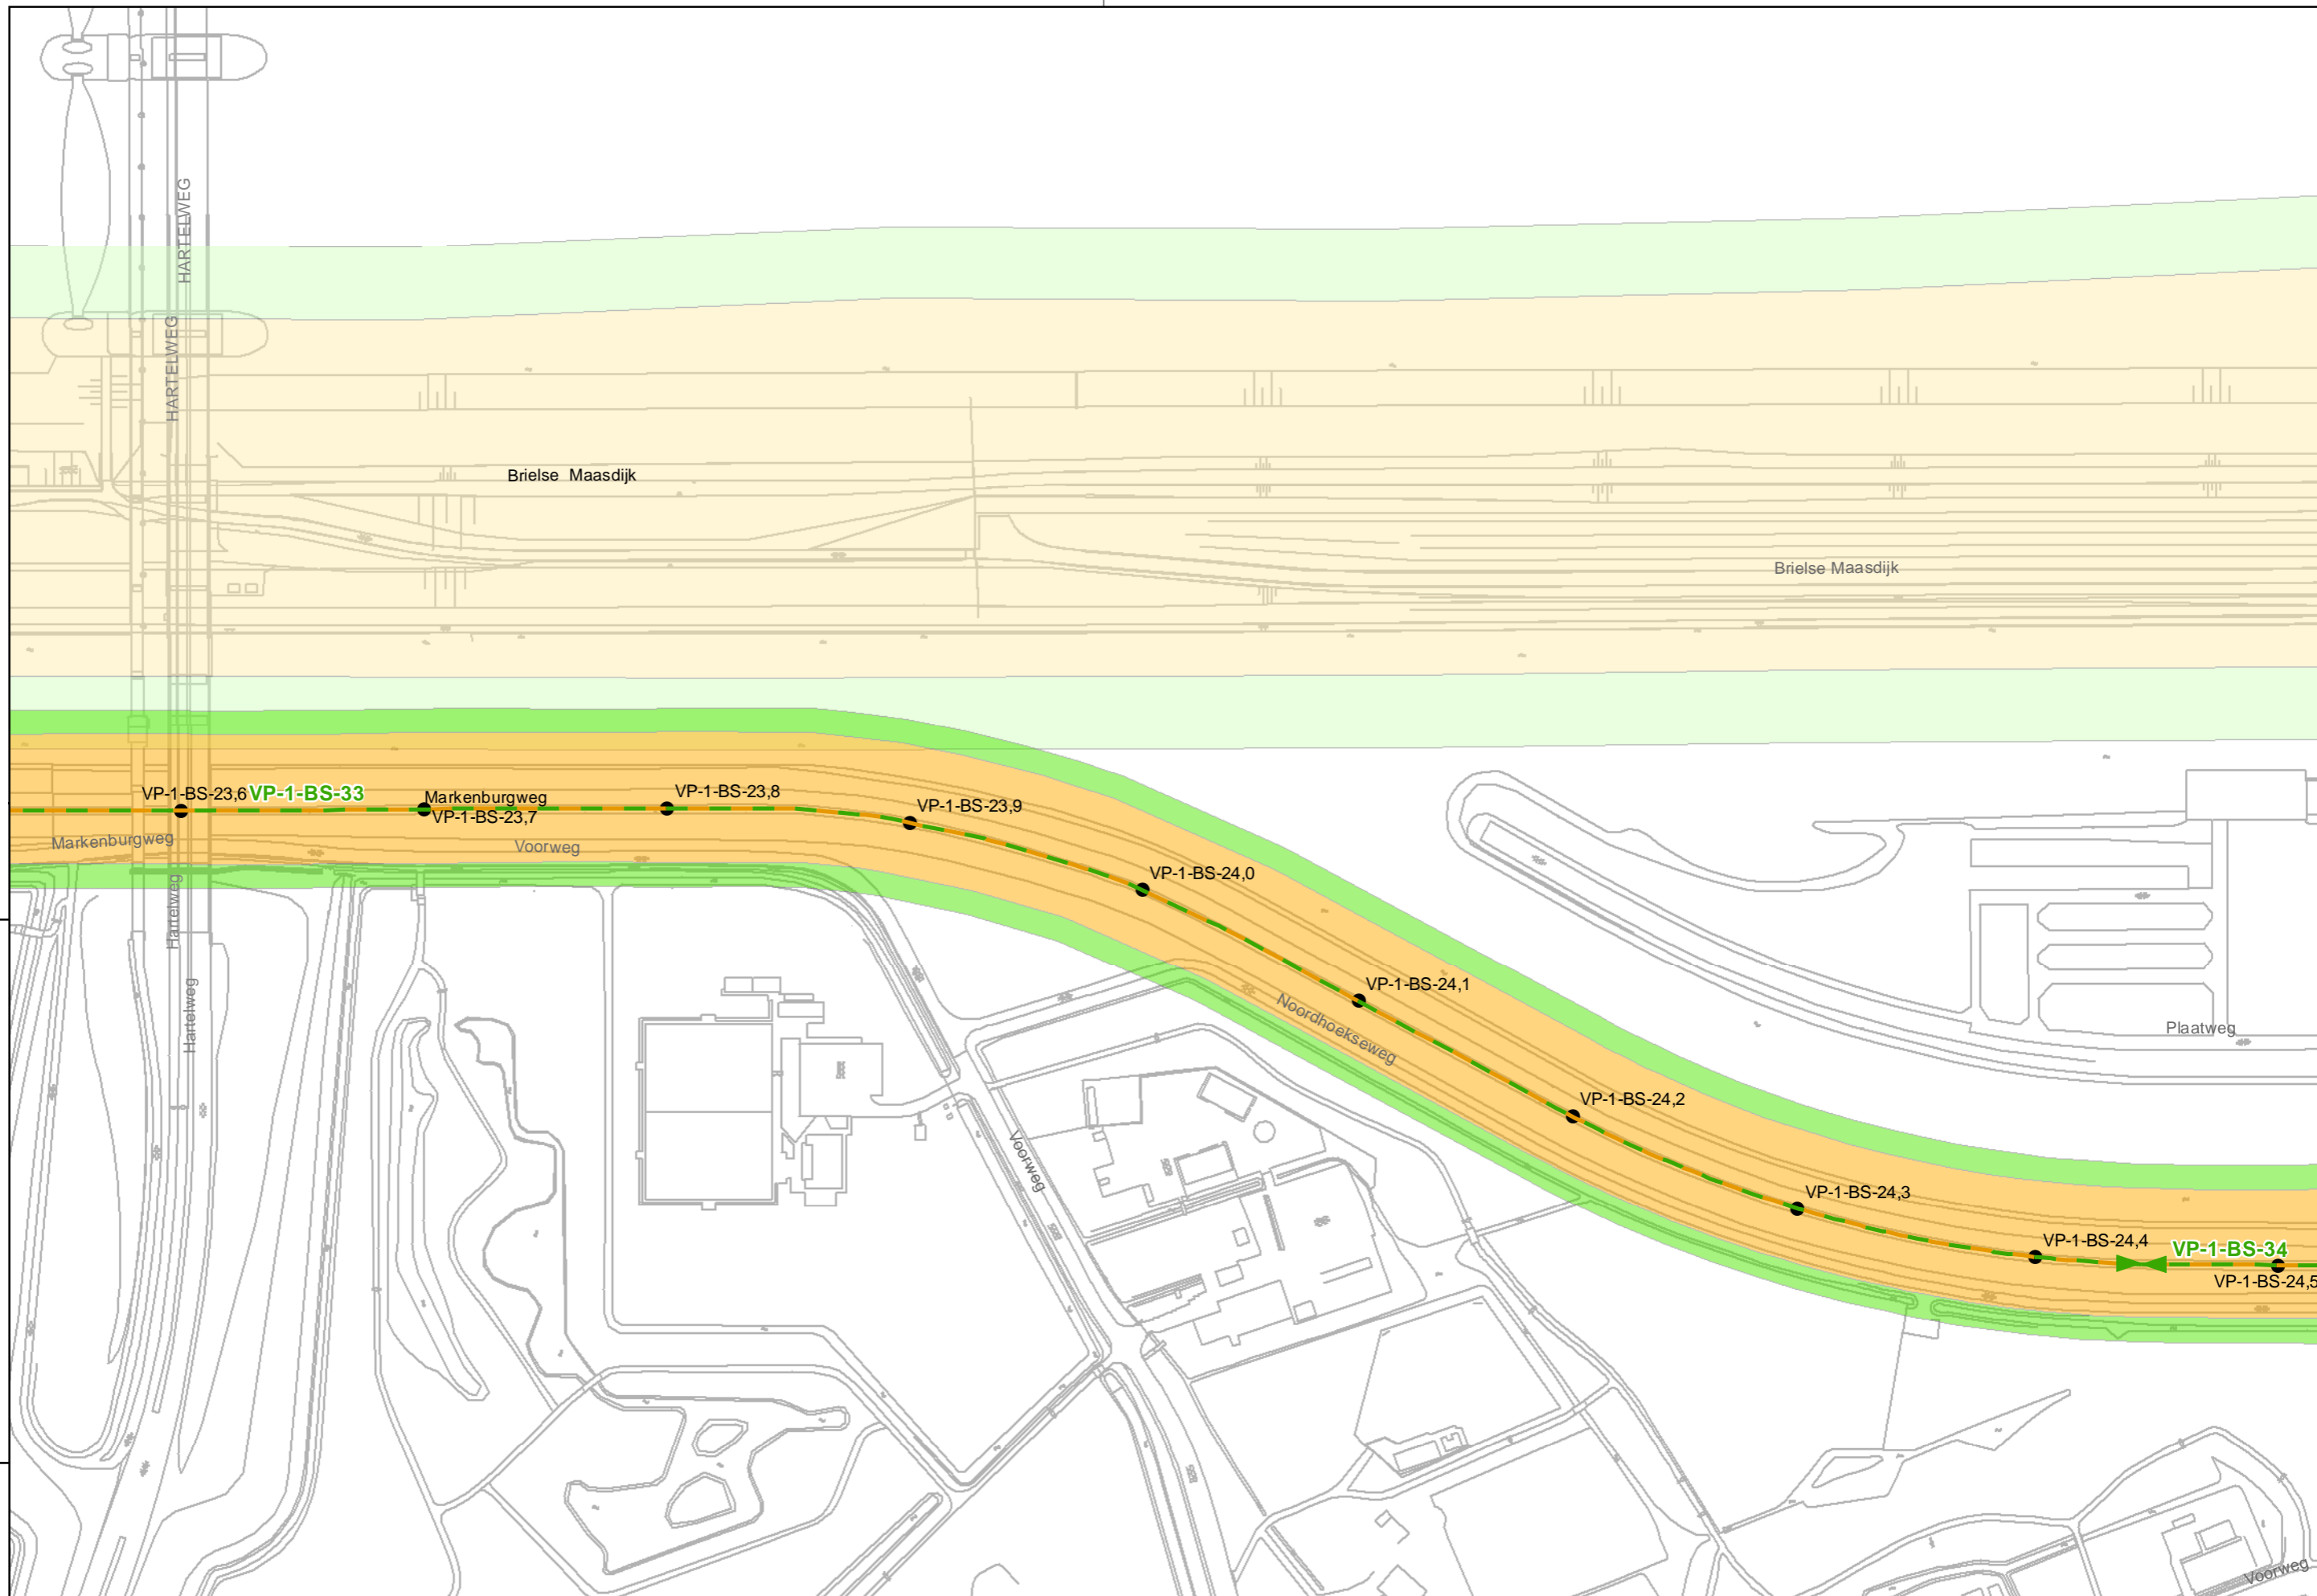 HARTELWEG
HARTELWEG
Brielse Maasdijk
Brielse Maasdijk
VP-1-BS-23,6
VP-1-BS-33
Markenburgweg
VP-1-BS-23,7
VP-1-BS-23,8
VP-1-BS-23,9
Markenburgweg
Voorweg
VP-1-BS-24,0
Hartelweg
Hartelweg
VP-1-BS-24,1
Noordhoekseweg
Plaatweg
VP-1-BS-24,2
Voorweg
VP-1-BS-24,3
VP-1-BS-24,4
VP-1-BS-34
VP-1-BS-24,5
Voorweg